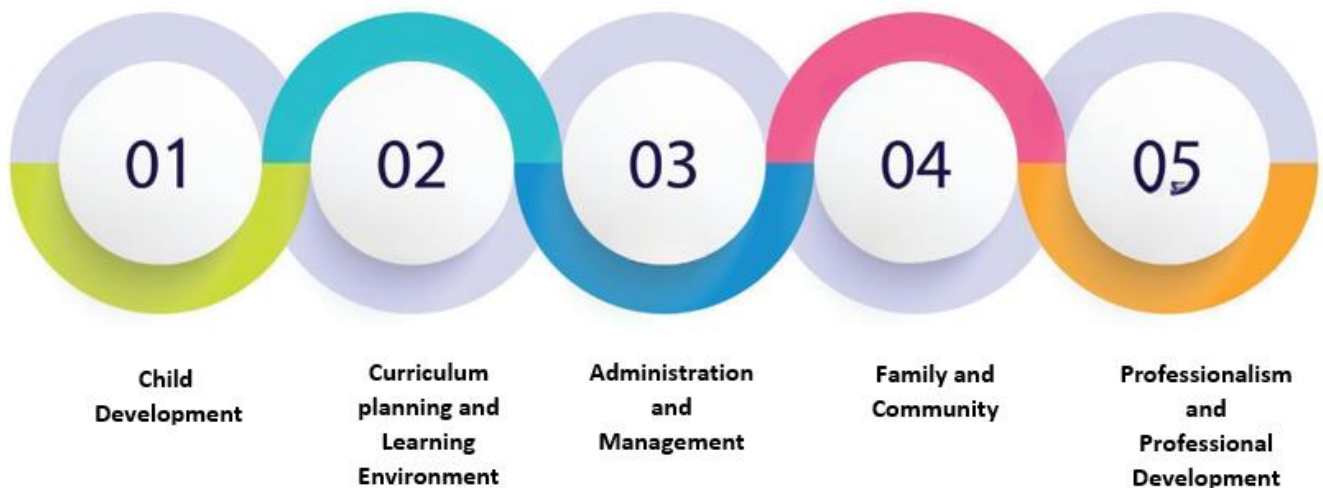 01
02
03
04
05
Child
Development
Curriculum
planning and
Learning
Environment
Administration
and
Management
Family and
Community
Professionalism
and
Professional
Development